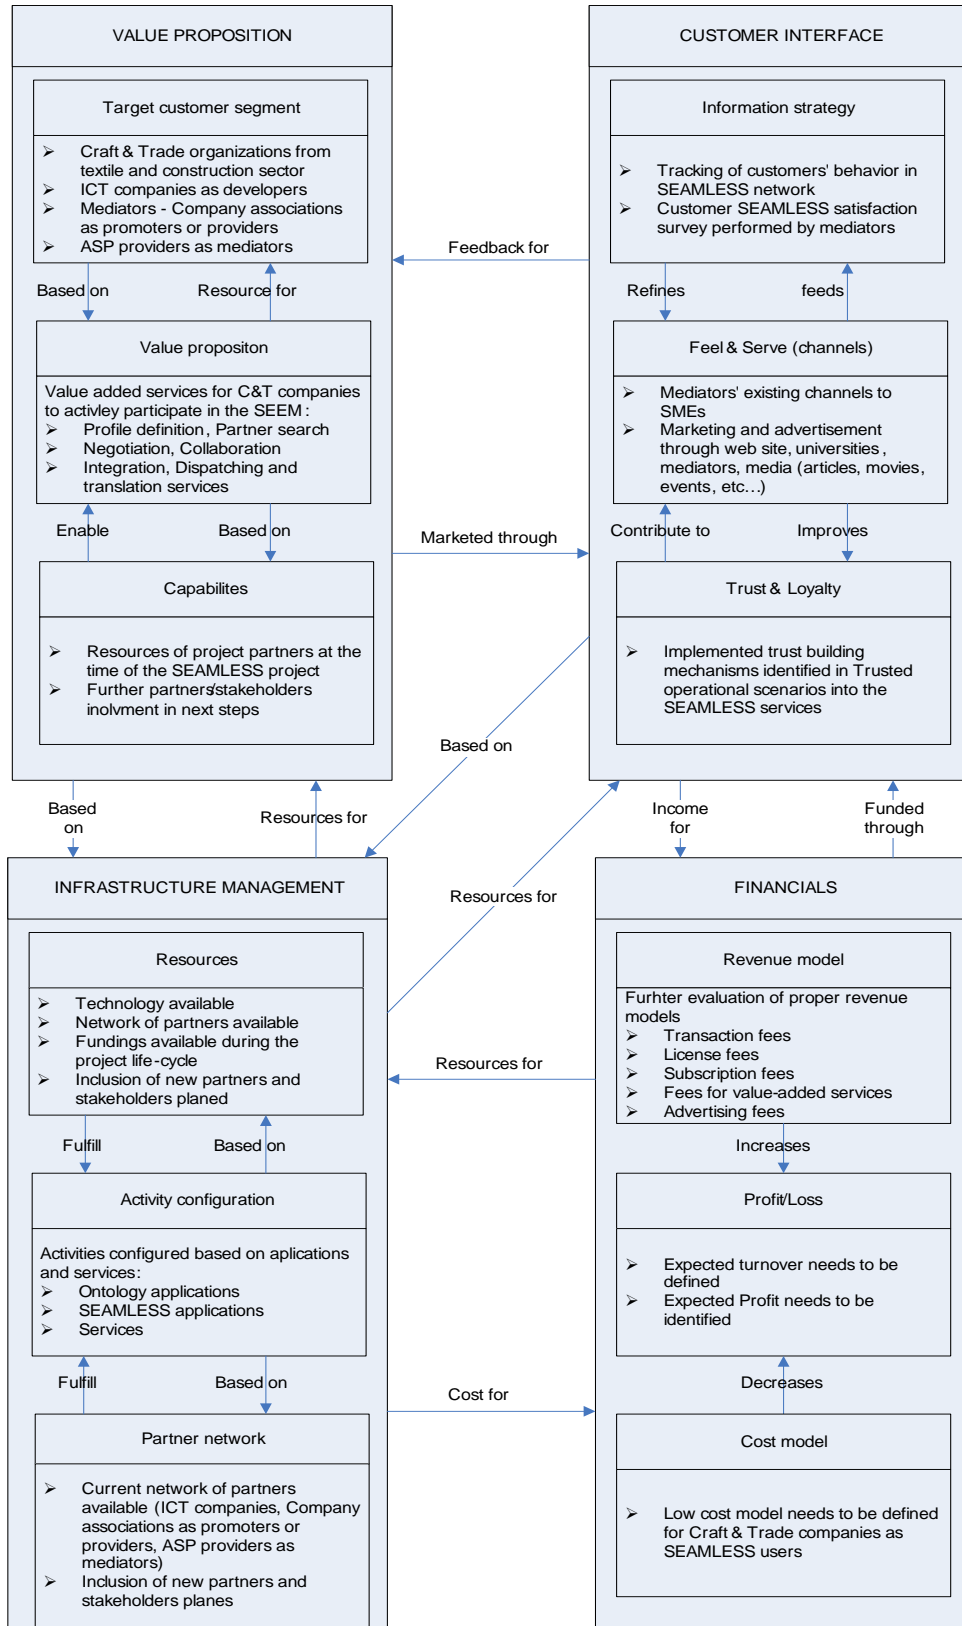 VALUE PROPOSITION
Target customer segment
➢ Craft & Trade organizations from
textile and construction sector
➢ ICT companies as developers
➢ Mediators - Company associations
as promoters or providers
➢ ASP providers as mediators
Based on
Resource for
Value propositon
Value added services for C&T companies
to activley participate in the SEEM :
➢ Profile definition, Partner search
➢ Negotiation, Collaboration
➢ Integration, Dispatching and
translation services
Enable
Based on
Capabilites
➢ Resources of project partners at the
time of the SEAMLESS project
➢ Further partners/stakeholders
inolvment in next steps
CUSTOMER INTERFACE
Information strategy
➢ Tracking of customers' behavior in
SEAMLESS network
➢ Customer SEAMLESS satisfaction
survey performed by mediators
Refines
feeds
Feel & Serve (channels)
➢ Mediators' existing channels to
SMEs
➢ Marketing and advertisement
through web site, universities,
mediators, media (articles, movies,
events, etc...)
Contribute to
Improves
Trust & Loyalty
➢ Implemented trust building
mechanisms identified in Trusted
operational scenarios into the
SEAMLESS services
Feedback for
Marketed through
Based on
Based
on
Resources for
Resources for
Income
for
Funded
through
INFRASTRUCTURE MANAGEMENT
Resources
➢ Technology available
➢ Network of partners available
➢ Fundings available during the
project life-cycle
➢ Inclusion of new partners and
stakeholders planed
Fulfill
Based on
Activity configuration
Activities configured based on aplications
and services:
➢ Ontology applications
➢ SEAMLESS applications
➢ Services
Fulfill
Based on
Partner network
➢ Current network of partners
available (ICT companies, Company
associations as promoters or
providers, ASP providers as
mediators)
➢ Inclusion of new partners and
stakeholders planes
Resources for
Cost for
FINANCIALS
Revenue model
Furhter evaluation of proper revenue
models
➢ Transaction fees
➢ License fees
➢ Subscription fees
➢ Fees for value-added services
➢ Advertising fees
Increases
Profit/Loss
➢ Expected turnover needs to be
defined
➢ Expected Profit needs to be
identified
Decreases
Cost model
➢ Low cost model needs to be defined
for Craft & Trade companies as
SEAMLESS users